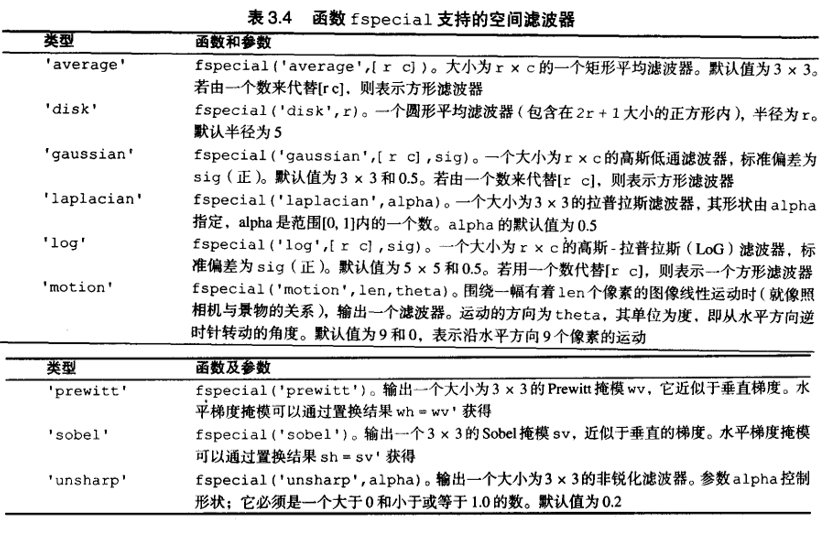 表 3.4 函数 fspecial 支持的空间滤波器
类型 函数和参数
'average' fspecial('average',[ r c])。大小为 r × c 的一个矩形平均滤波器。默认值为 3 × 3。
若由一个数来代替[r c]，则表示方形滤波器
'disk' fspecial('disk',r)。一个圆形平均滤波器（包含在 2r + 1 大小的正方形内），半径为 r。
默认半径为 5
'gaussian' fspecial('gaussian',[ r c],sig)。一个大小为 r × c 的高斯低通滤波器，标准偏差为
sig（正）。默认值为 3 × 3 和 0.5。若由一个数来代替[r c]，则表示方形滤波器
'laplacian' fspecial('laplacian',alpha)。一个大小为 3 × 3 的拉普拉斯滤波器，其形状由 alpha
指定，alpha 是范围[0, 1]内的一个数。alpha 的默认值为 0.5
'log' fspecial('log',[ r c],sig)。一个大小为 r × c 的高斯 - 拉普拉斯（LoG）滤波器，标
准偏差为 sig（正）。默认值为 5 × 5 和 0.5。若用一个数代替[r c]，则表示一个方形滤波器
'motion' fspecial('motion',len,theta)。围绕一幅有着 len 个像素的图像线性运动时（就像照
相机与景物的关系），输出一个滤波器。运动的方向为 theta，其单位为度，即从水平方向逆
时针转动的角度。默认值为 9 和 0，表示沿水平方向 9 个像素的运动
类型 函数及参数
'prewitt' fspecial('prewitt')。输出一个大小为 3 × 3 的 Prewitt 掩模 wv，它近似于垂直梯度。水
平梯度掩模可以通过置换结果 wh = wv' 获得
'sobel' fspecial('sobel')。输出一个 3 × 3 的 Sobel 掩模 sv，近似于垂直的梯度。水平梯度掩模
可以通过置换结果 sh = sv' 获得
'unsharp' fspecial('unsharp',alpha)。输出一个大小为 3 × 3 的非锐化滤波器。参数 alpha 控制
形状；它必须是一个大于 0 和小于或等于 1.0 的数。默认值为 0.2